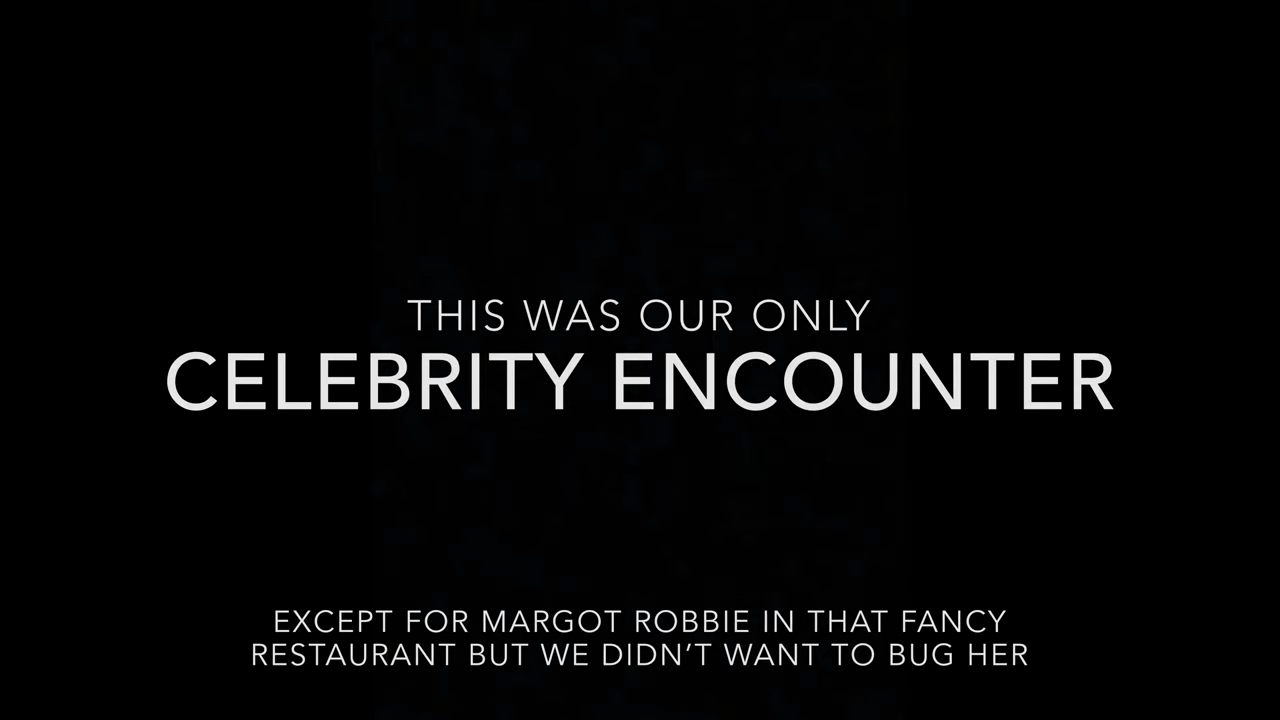 THIS WAS OUR ONLY
CELEBRITY ENCOUNTER
EXCEPT FOR MARGOT ROBBIE IN THAT FANCY
RESTAURANT BUT WE DIDN’T WANT TO BUG HER